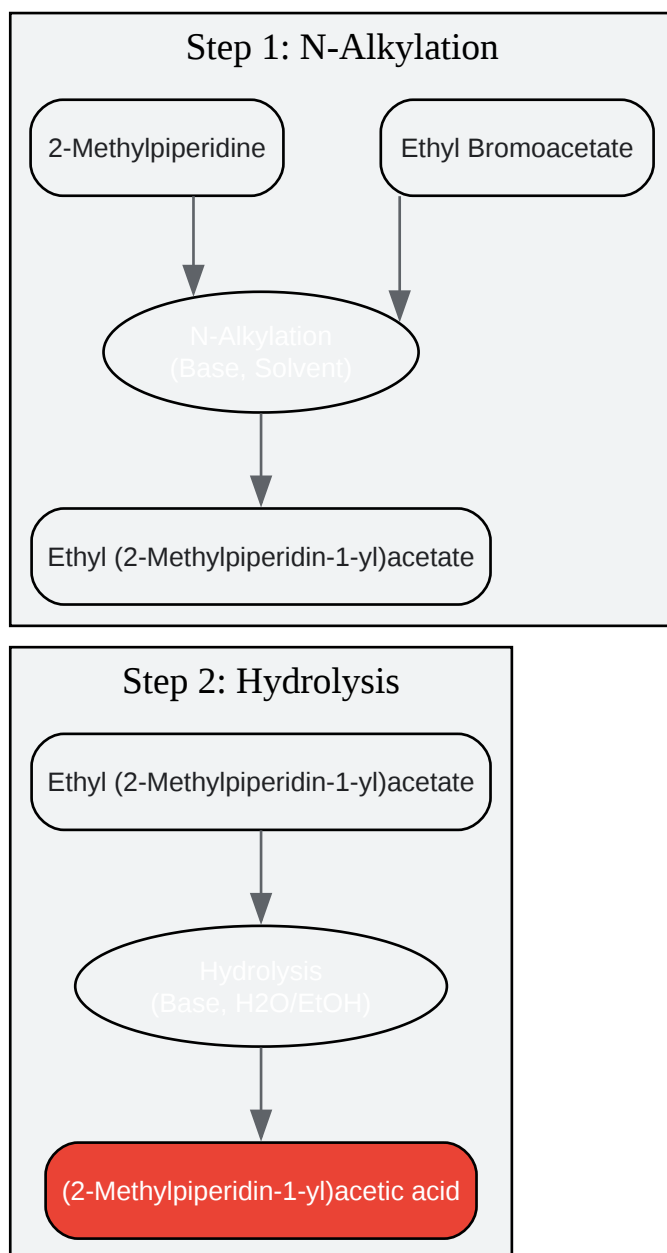 Step 1: N-Alkylation
2-Methylpiperidine
Ethyl Bromoacetate
N-Alkylation
(Base, Solvent)
Ethyl (2-Methylpiperidin-1-yl)acetate
Step 2: Hydrolysis
Ethyl (2-Methylpiperidin-1-yl)acetate
Hydrolysis
(Base, H2O/EtOH)
(2-Methylpiperidin-1-yl)acetic acid